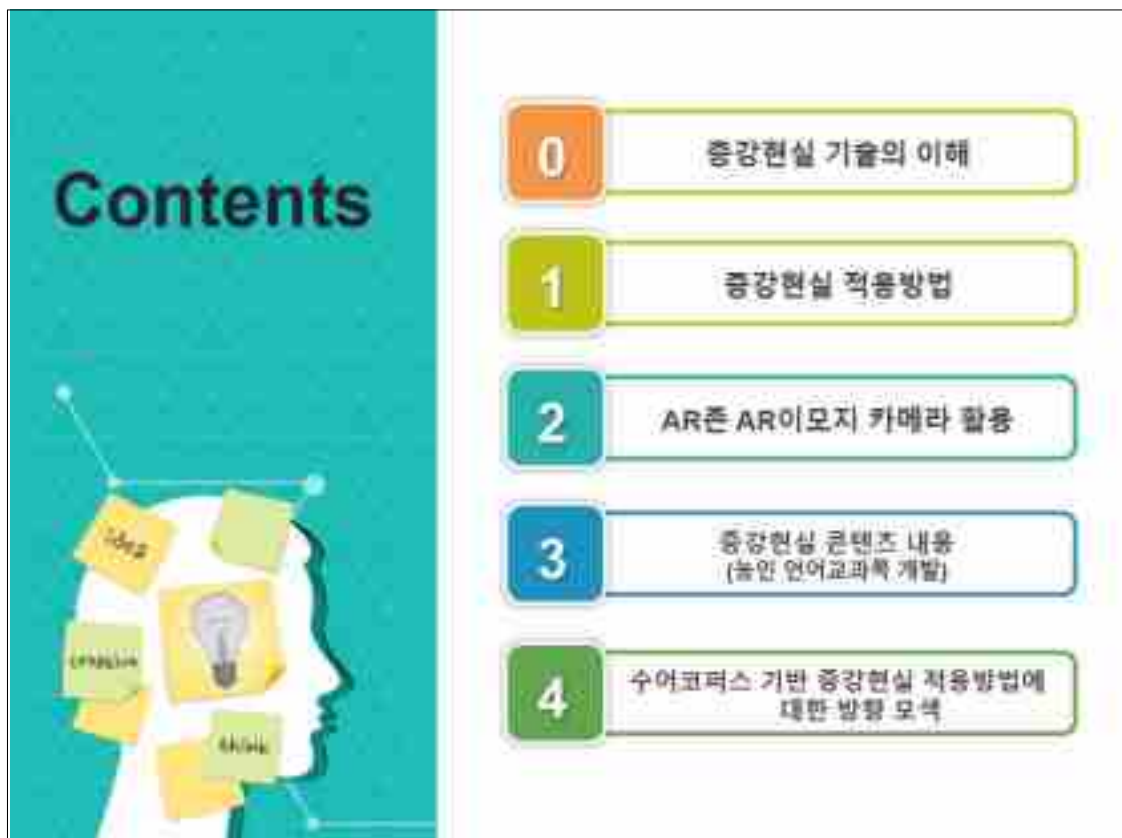 Contents
0
증강현실 기술의 이해
1
증강현실 적용방법
2
AR존 AR이모지 카메라 활용
3
증강현실 콘텐츠 내용
(농인 언어교과목 개발)
4
수어코퍼스 기반 증강현실 적용방법에
대한 방향 모색
idea
think